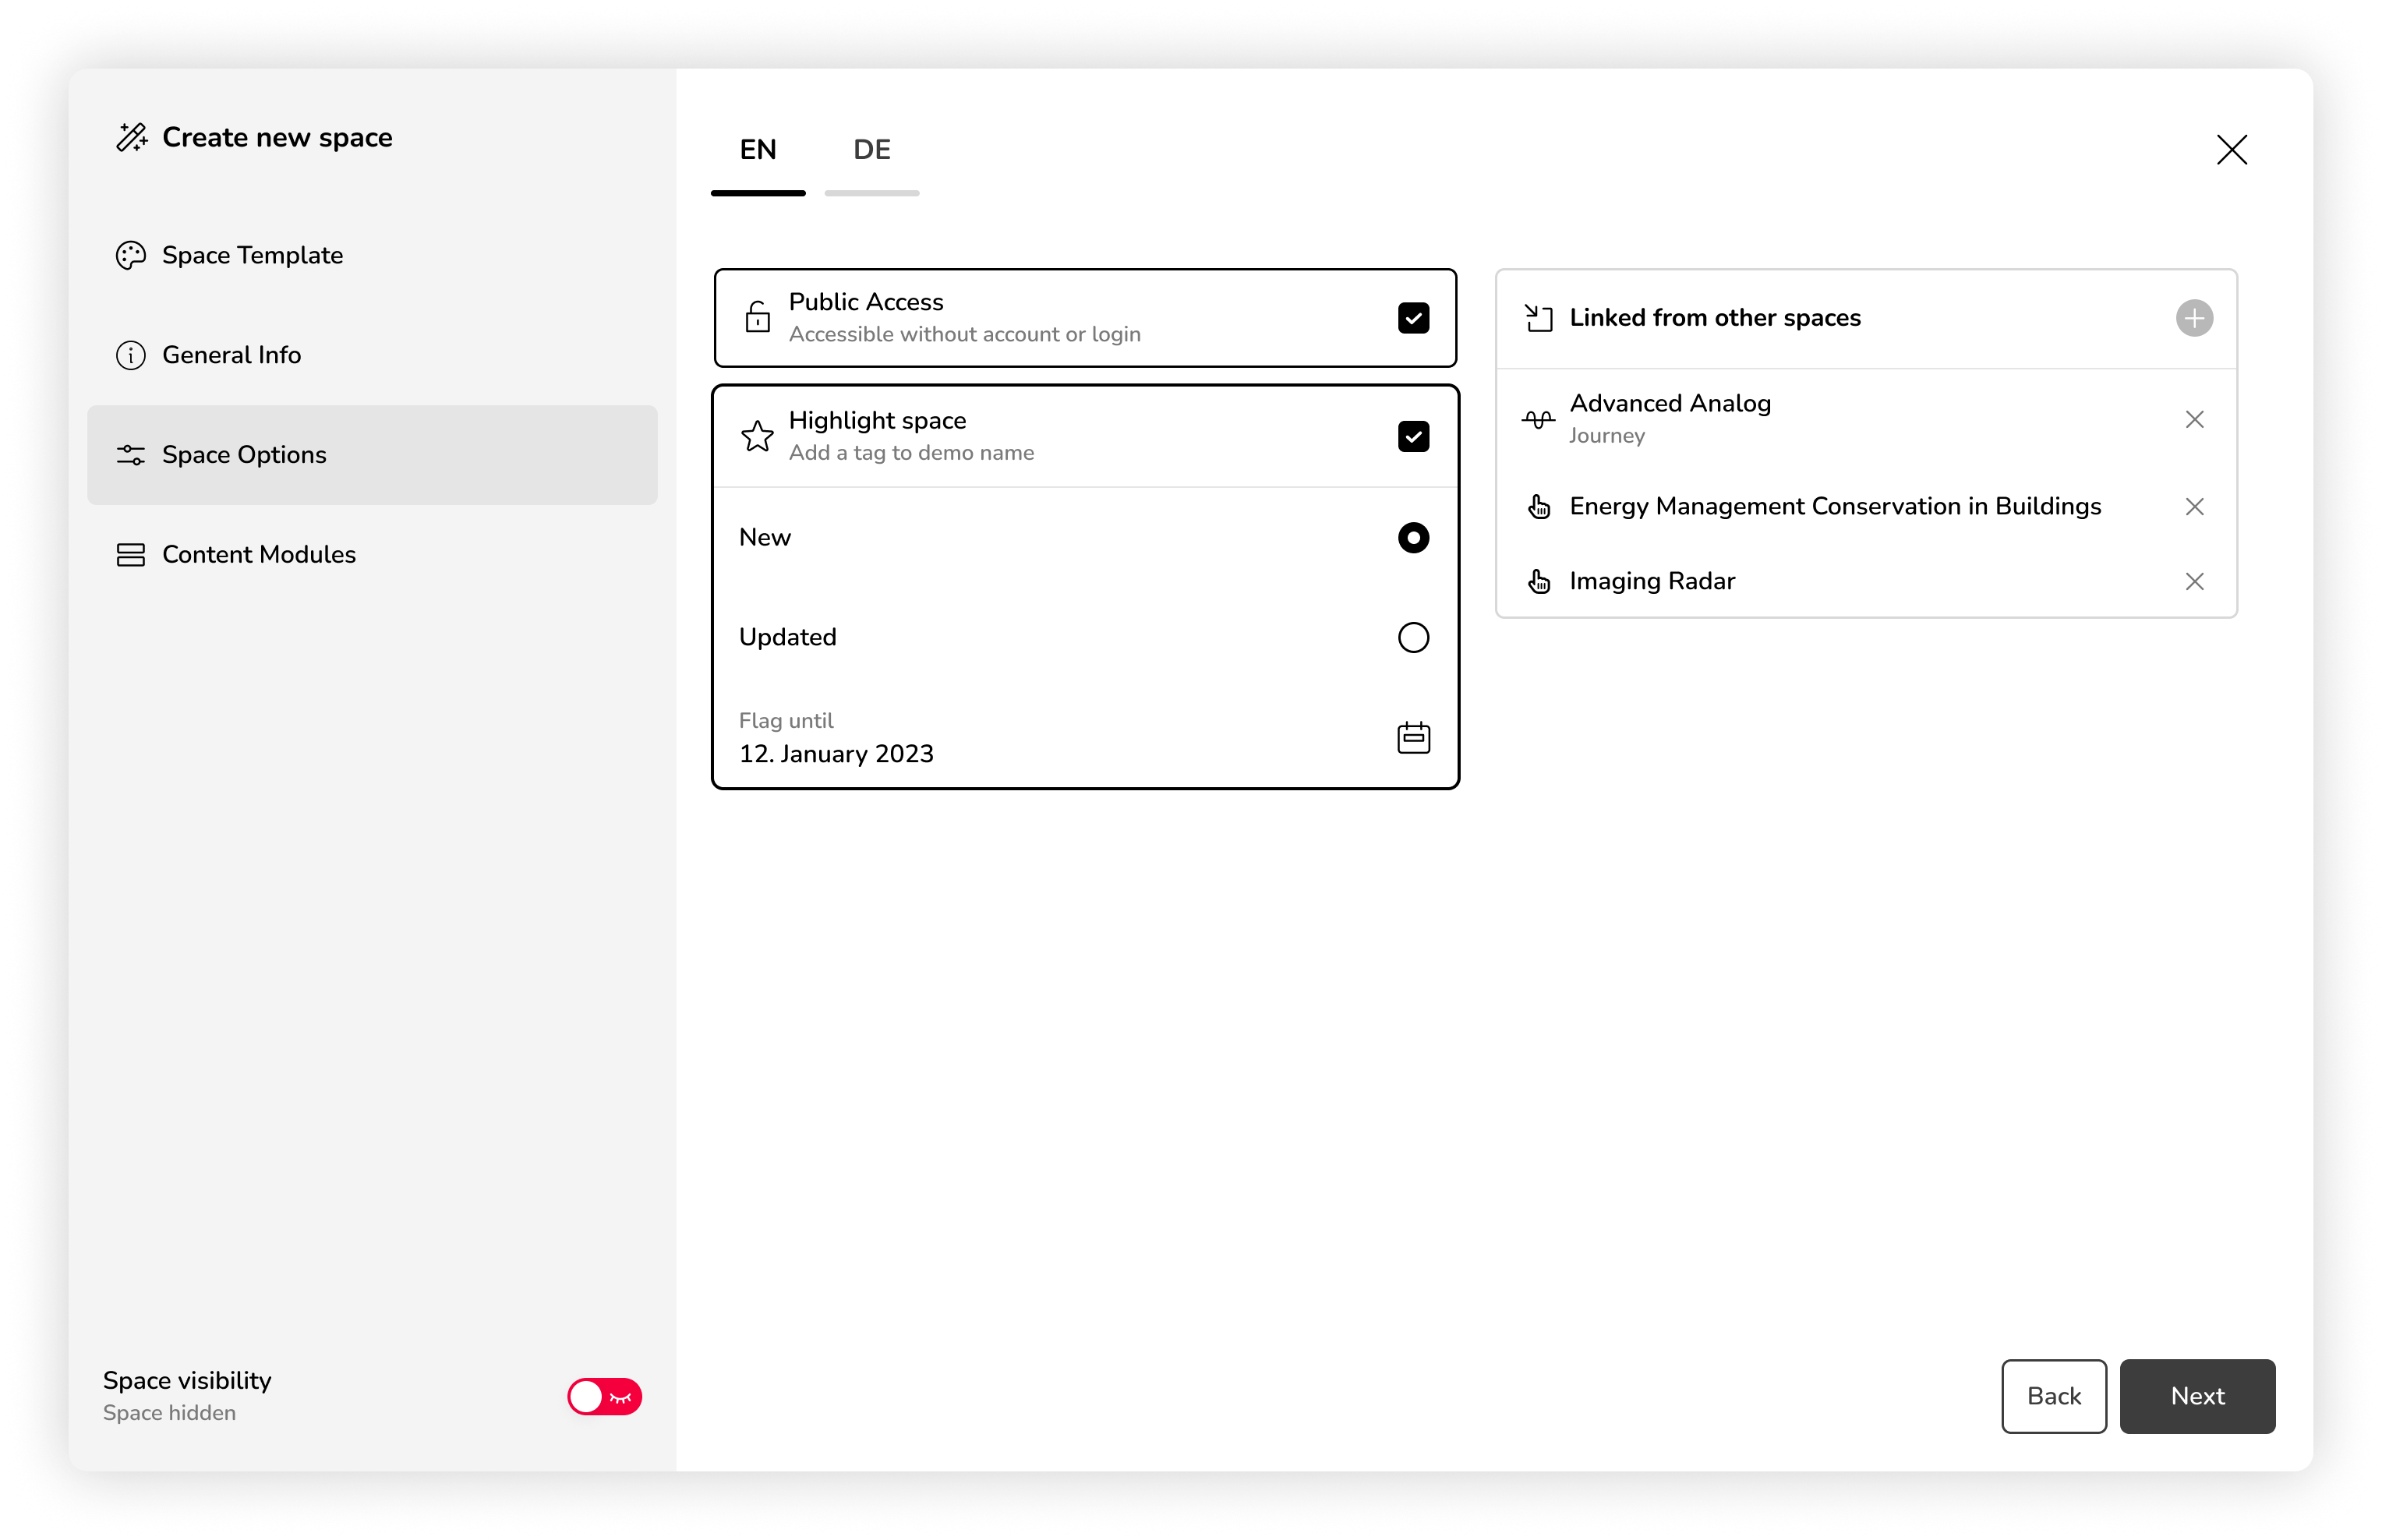 Create new space
Space Template
General Info
Space Options
Content Modules
Space visibility
Space hidden
EN
DE
Public Access
Accessible without account or login
Highlight space
Add a tag to demo name
New
Updated
Flag until
12. January 2023
Linked from other spaces
Advanced Analog
Journey
Energy Management Conservation in Buildings
Imaging Radar
Back
Next